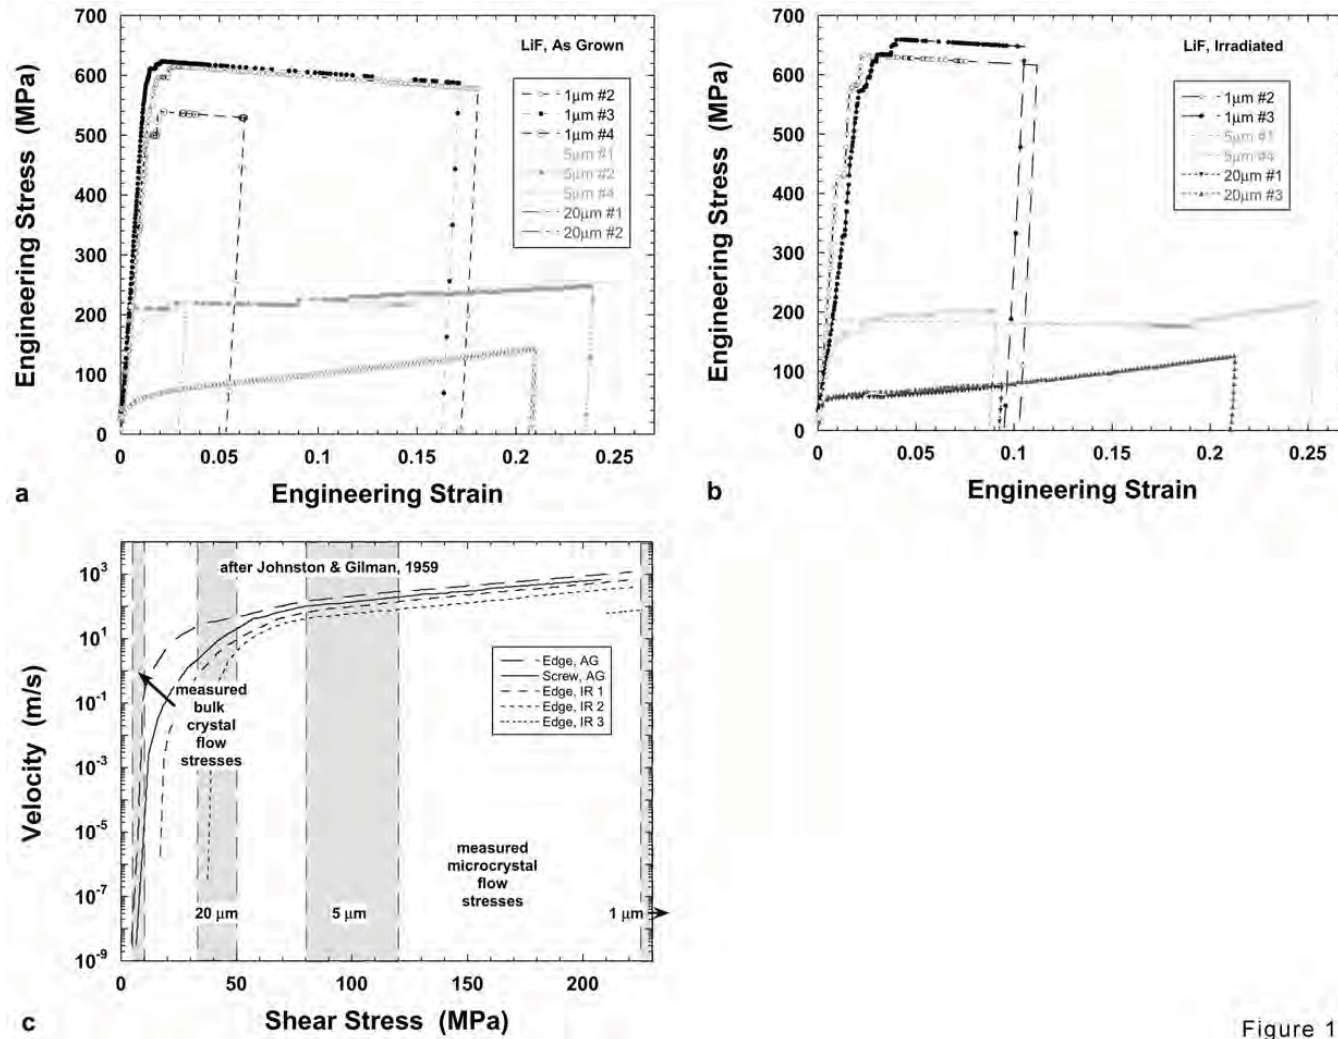 700
600
500
400
300
200
100
0
Engineering Stress (MPa)
LiF, As Grown
1μm #2
1μm #3
1μm #4
5μm #1
5μm #2
5μm #4
20μm #1
20μm #2
0
0.05
0.1
0.15
0.2
0.25
a
Engineering Strain
700
600
500
400
300
200
100
0
Engineering Stress (MPa)
LiF, Irradiated
1μm #2
1μm #3
5μm #1
5μm #4
20μm #1
20μm #3
0
0.05
0.1
0.15
0.2
0.25
b
Engineering Strain
after Johnston & Gilman, 1959
10³
10¹
10⁻¹
10⁻³
10⁻⁵
10⁻⁷
10⁻⁹
Velocity (m/s)
Edge, AG
Screw, AG
Edge, IR 1
Edge, IR 2
Edge, IR 3
measured
bulk
crystal
flow
stresses
measured
microcrystal
flow
stresses
20 μm
5 μm
1 μm
0
50
100
150
200
c
Shear Stress (MPa)
Figure 1